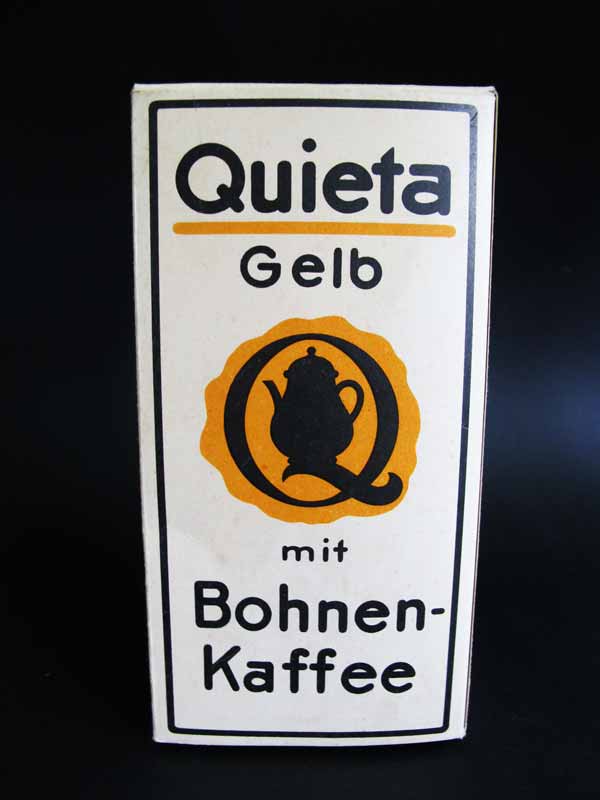 Quieta
Gelb
Q
mit
Bohnen-
Kaffee